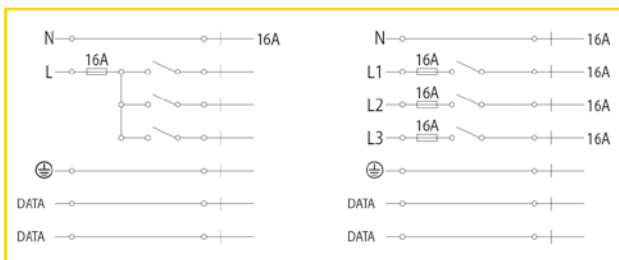 N 16A
L 16A
DATA
DATA
N 16A
L1 16A 16A
L2 16A 16A
L3 16A 16A
DATA
DATA